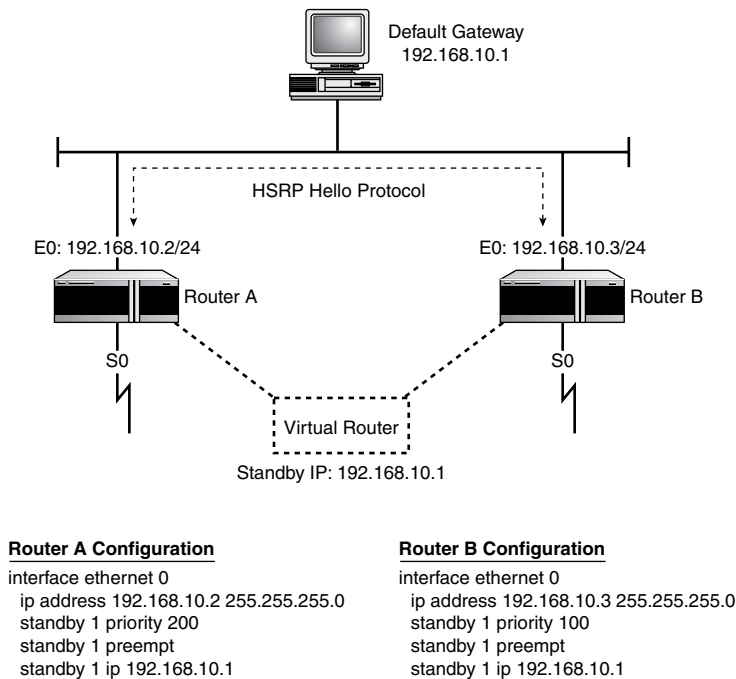 Default Gateway
192.168.10.1
HSRP Hello Protocol
E0: 192.168.10.2/24
E0: 192.168.10.3/24
Router A
Router B
S0
S0
Virtual Router
Standby IP: 192.168.10.1
Router A Configuration
interface ethernet 0
ip address 192.168.10.2 255.255.255.0
standby 1 priority 200
standby 1 preempt
standby 1 ip 192.168.10.1
Router B Configuration
interface ethernet 0
ip address 192.168.10.3 255.255.255.0
standby 1 priority 100
standby 1 preempt
standby 1 ip 192.168.10.1